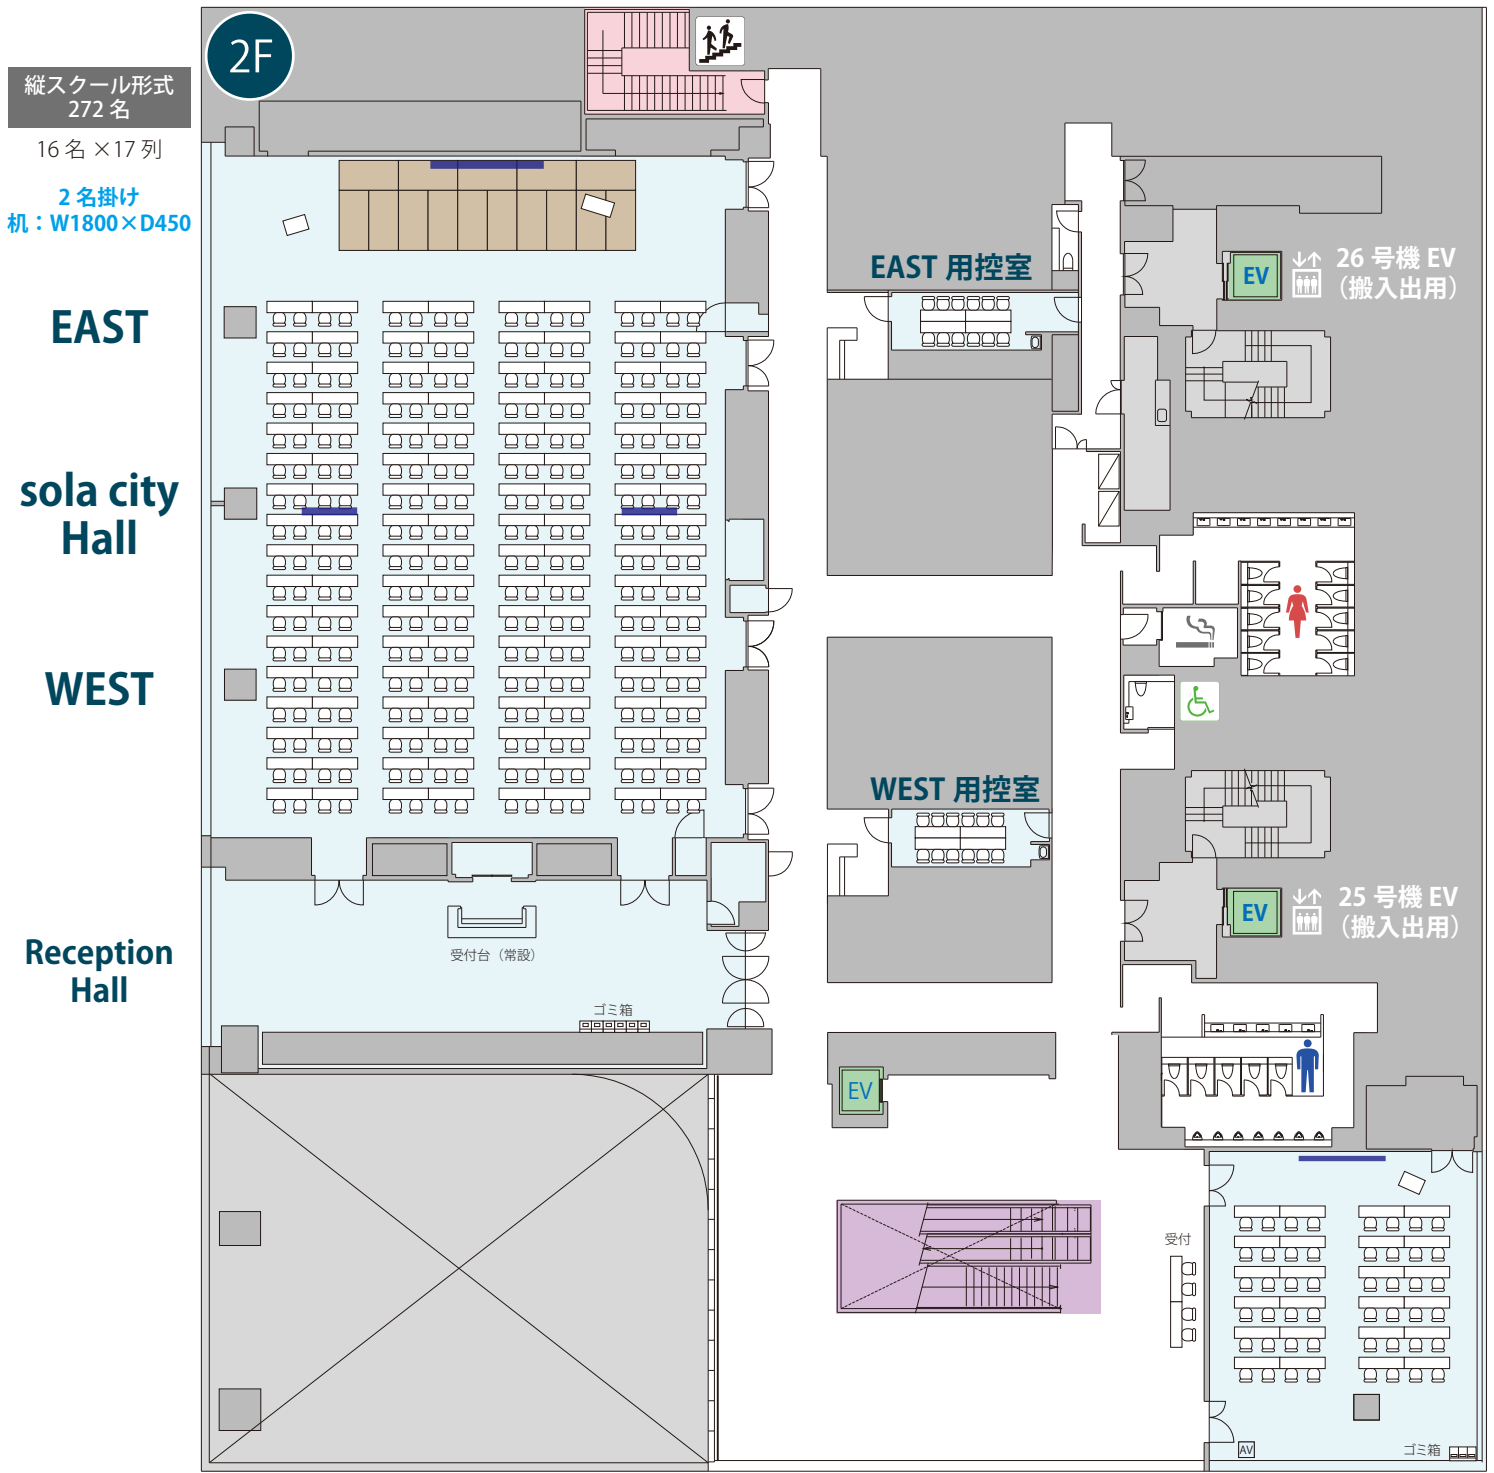 2F
縦スクール形式
272 名
16 名 ×17 列
2 名掛け
机：W1800×D450
EAST
sola city
Hall
WEST
Reception
Hall
EAST 用控室
EV
26 号機 EV
（搬入出用）
WEST 用控室
EV
25 号機 EV
（搬入出用）
受付台（常設）
ゴミ箱
EV
受付
AV
ゴミ箱